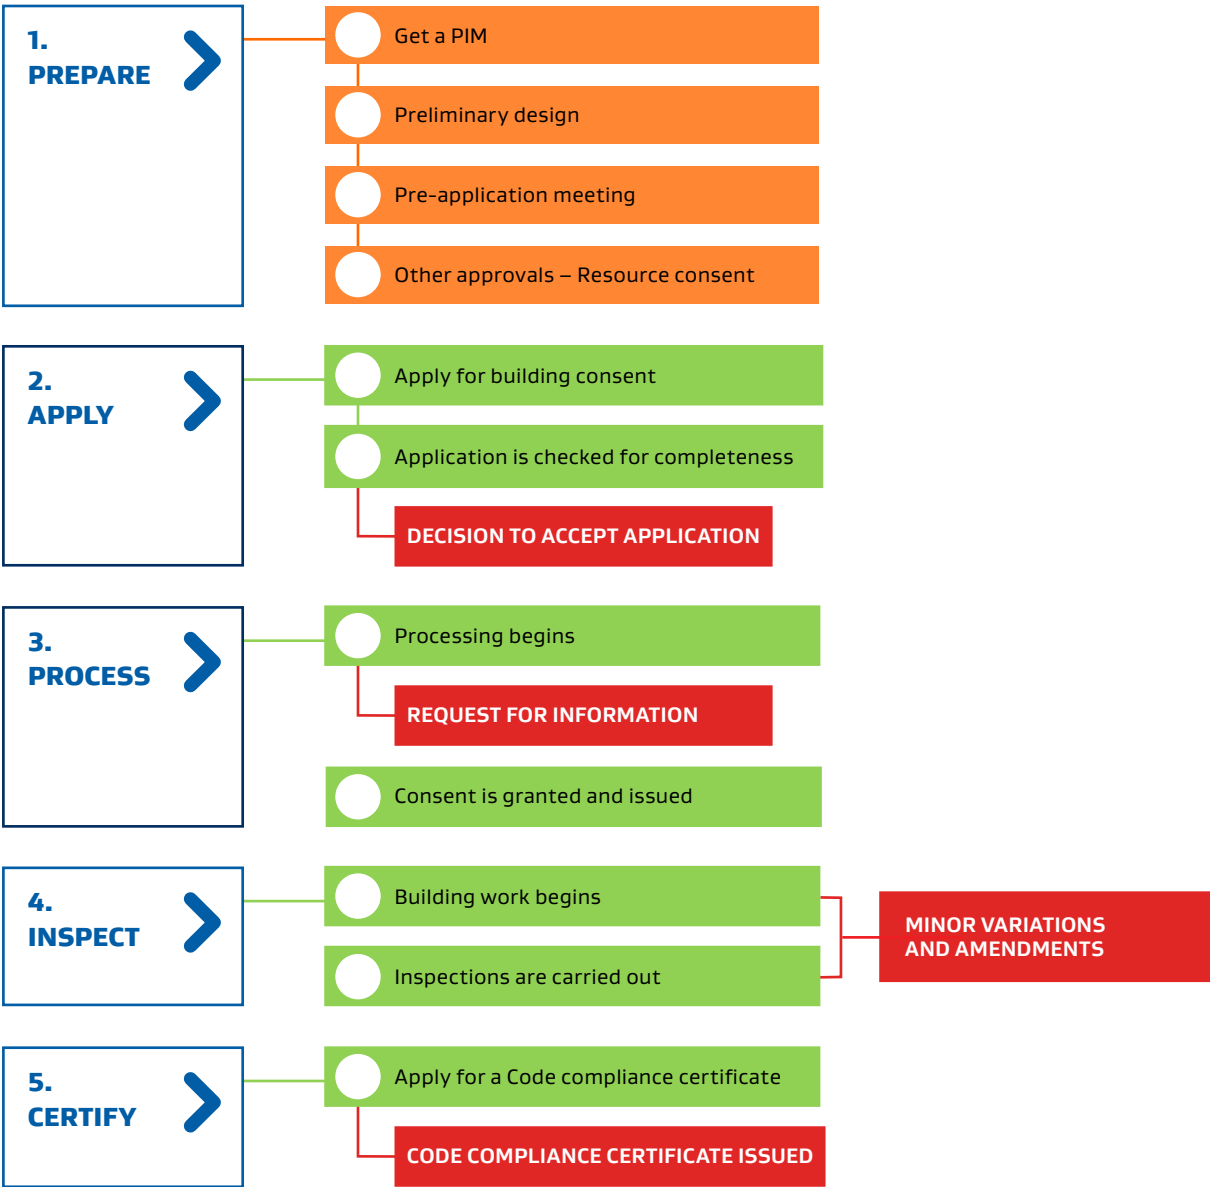 1.
PREPARE
Get a PIM
Preliminary design
Pre-application meeting
Other approvals – Resource consent
2.
APPLY
Apply for building consent
Application is checked for completeness
DECISION TO ACCEPT APPLICATION
3.
PROCESS
Processing begins
REQUEST FOR INFORMATION
Consent is granted and issued
4.
INSPECT
Building work begins
Inspections are carried out
MINOR VARIATIONS
AND AMENDMENTS
5.
CERTIFY
Apply for a Code compliance certificate
CODE COMPLIANCE CERTIFICATE ISSUED